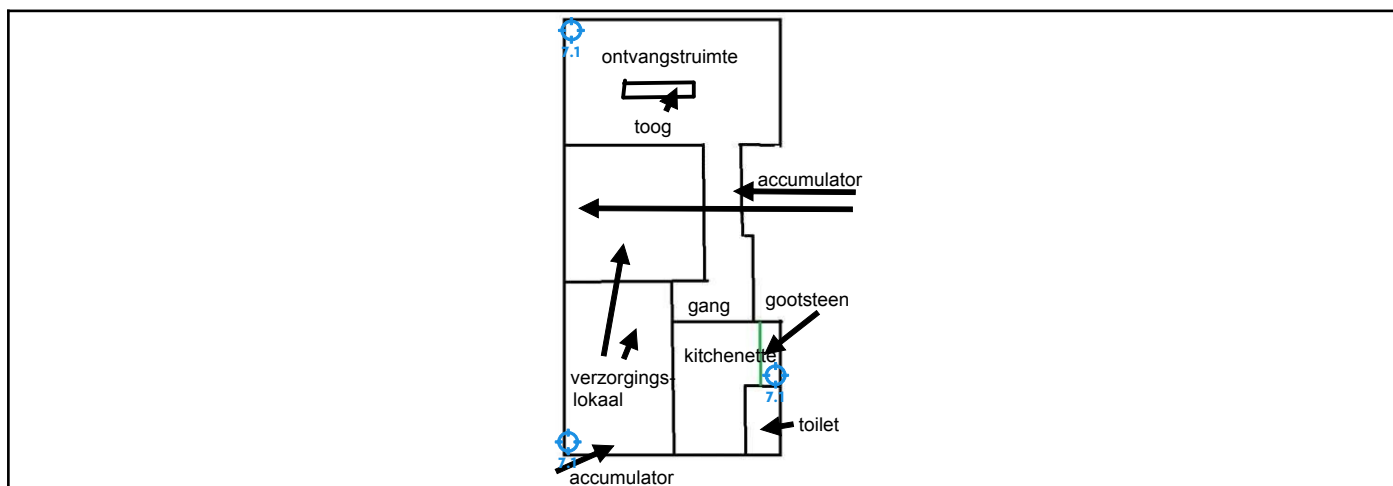 7.1
ontvangstruimte
toog
accumulator
gang
gootsteen
kitchenette
verzorgings-
lokaal
7.1
toilet
7.1
accumulator